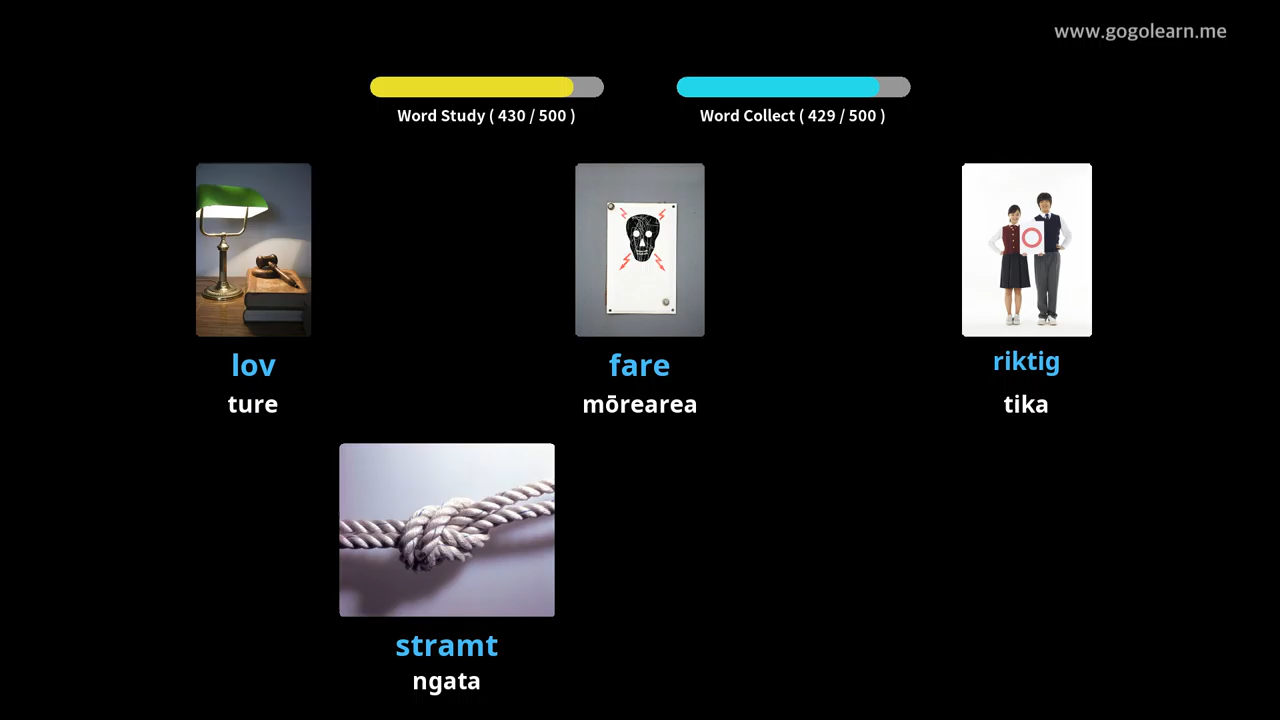 www.gogolearn.me
Word Study ( 430 / 500 )
Word Collect ( 429 / 500 )
lov
ture
fare
mōrearea
riktig
tika
stramt
ngata